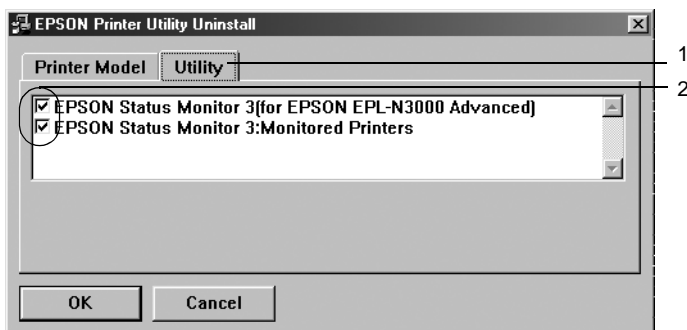 EPSON Printer Utility Uninstall
Printer Model Utility 1
2
EPSON Status Monitor 3(for EPSON EPL-N3000 Advanced)
EPSON Status Monitor 3:Monitored Printers
OK Cancel